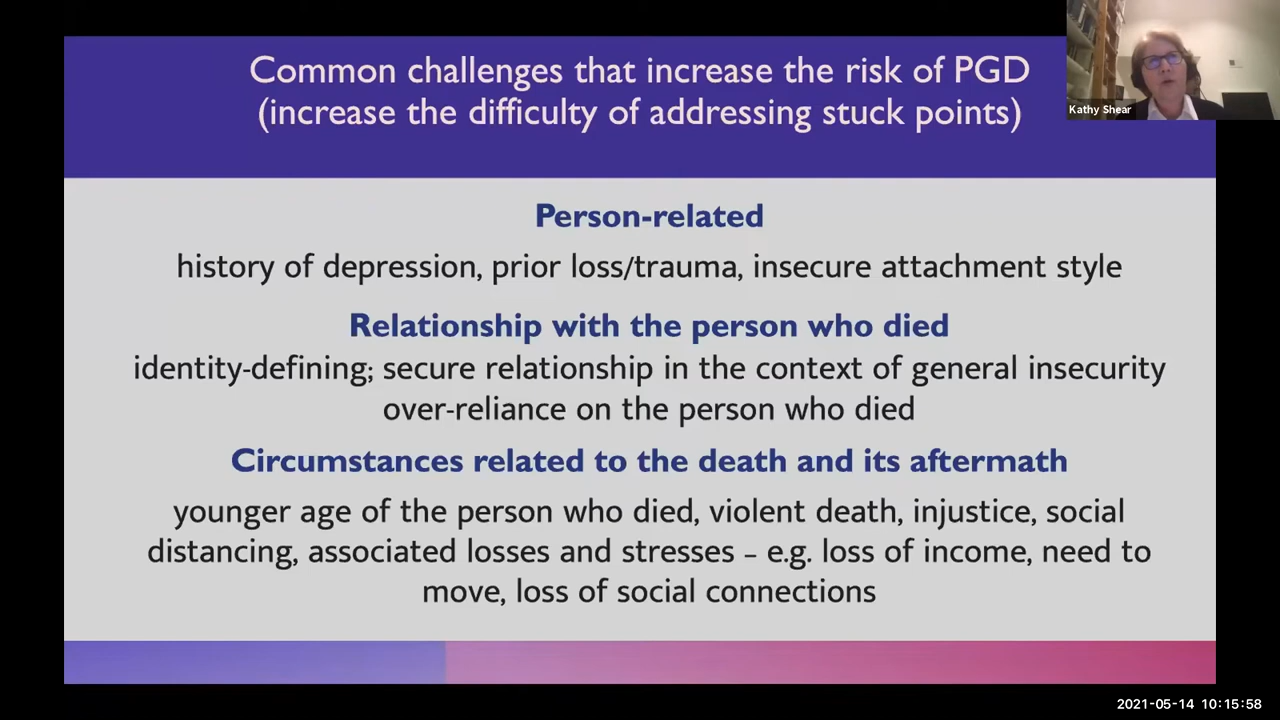 Common challenges that increase the risk of PGD
(increase the difficulty of addressing stuck points)
Kathy Shear
Person-related
history of depression, prior loss/trauma, insecure attachment style
Relationship with the person who died
identity-defining; secure relationship in the context of general insecurity
over-reliance on the person who died
Circumstances related to the death and its aftermath
younger age of the person who died, violent death, injustice, social
distancing, associated losses and stresses – e.g. loss of income, need to
move, loss of social connections
2021-05-14 10:15:58